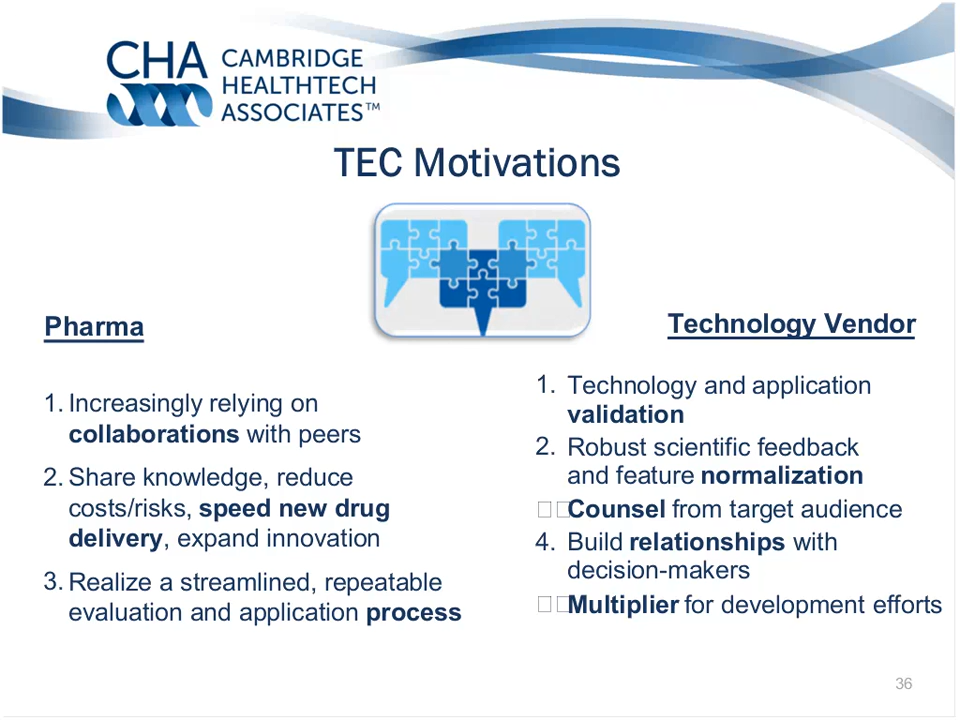 CHA CAMBRIDGE
HEALTHTECH
ASSOCIATES™
TEC Motivations
Pharma
1. Increasingly relying on
collaborations with peers
2. Share knowledge, reduce
costs/risks, speed new drug
delivery, expand innovation
3. Realize a streamlined, repeatable
evaluation and application process
Technology Vendor
1. Technology and application
validation
2. Robust scientific feedback
and feature normalization
□□Counsel from target audience
4. Build relationships with
decision-makers
□□Multiplier for development efforts
36